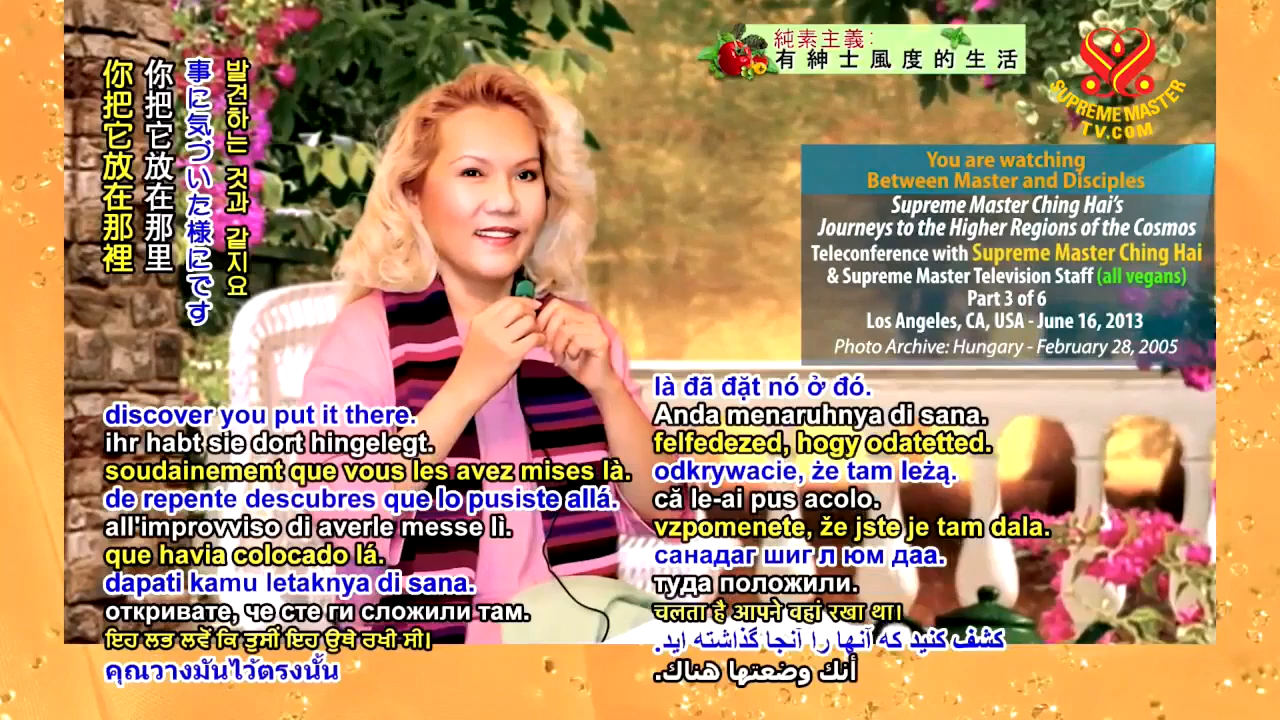 純素主義:
有紳士風度的生活
SUPREME MASTER
TV.COM
You are watching
Between Master and Disciples
Supreme Master Ching Hai's
Journeys to the Higher Regions of the Cosmos
Teleconference with Supreme Master Ching Hai
& Supreme Master Television Staff (all vegans)
Part 3 of 6
Los Angeles, CA, USA - June 16, 2013
Photo Archive: Hungary - February 28, 2005
발견하는 것과 같지요
事に気づいた様にです
你把它放在那里
你把它放在那裡
discover you put it there.
ihr habt sie dort hingelegt.
soudainement que vous les avez mises là.
de repente descubres que lo pusiste allá.
all'improvviso di averle messe lì.
que havia colocado lá.
dapati kamu letaknya di sana.
откривате, че сте ги сложили там.
ਇਹ ਲਭ ਲਵੋਂ ਕਿ ਤੁਸੀਂ ਇਹ ਉਥੇ ਰਖੀ ਸੀ।
คุณวางมันไว้ตรงนั้น
là đã đặt nó ở đó.
Anda menaruhnya di sana.
felfedezed, hogy odatetted.
odkrywacie, że tam leżą.
că le-ai pus acolo.
vzpomenete, že jste je tam dala.
санадаг шиг л юм даа.
туда положили.
चलता है आपने वहां रखा था।
کشف کنید که آنها را آنجا گذاشته اید.
أنك وضعتها هناك.